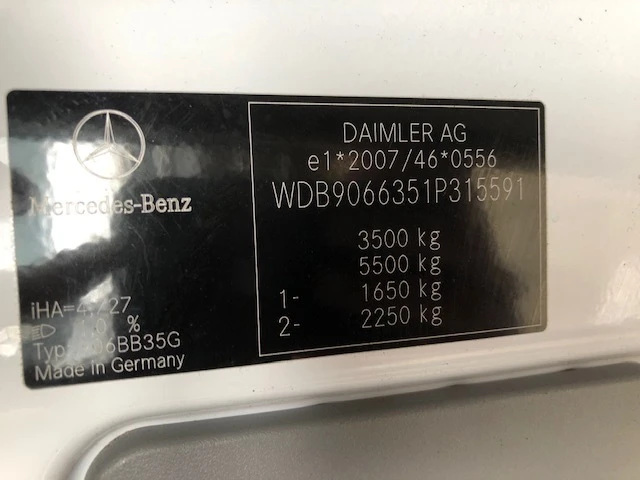 Mercedes-Benz
DAIMLER AG
e1*2007/46*0556
WDB9066351P315591
3500 kg
5500 kg
1- 1650 kg
2- 2250 kg
%
Made in Germany